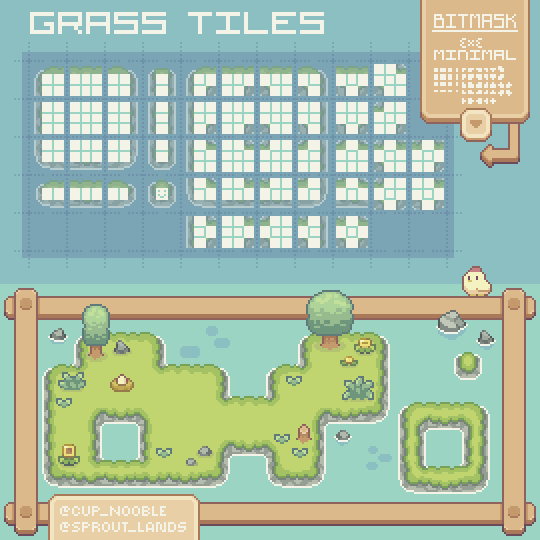 GRASS TILES
BITMASK
3X3
MINIMAL
@CUP_NOOBLE
@SPROUT_LANDS